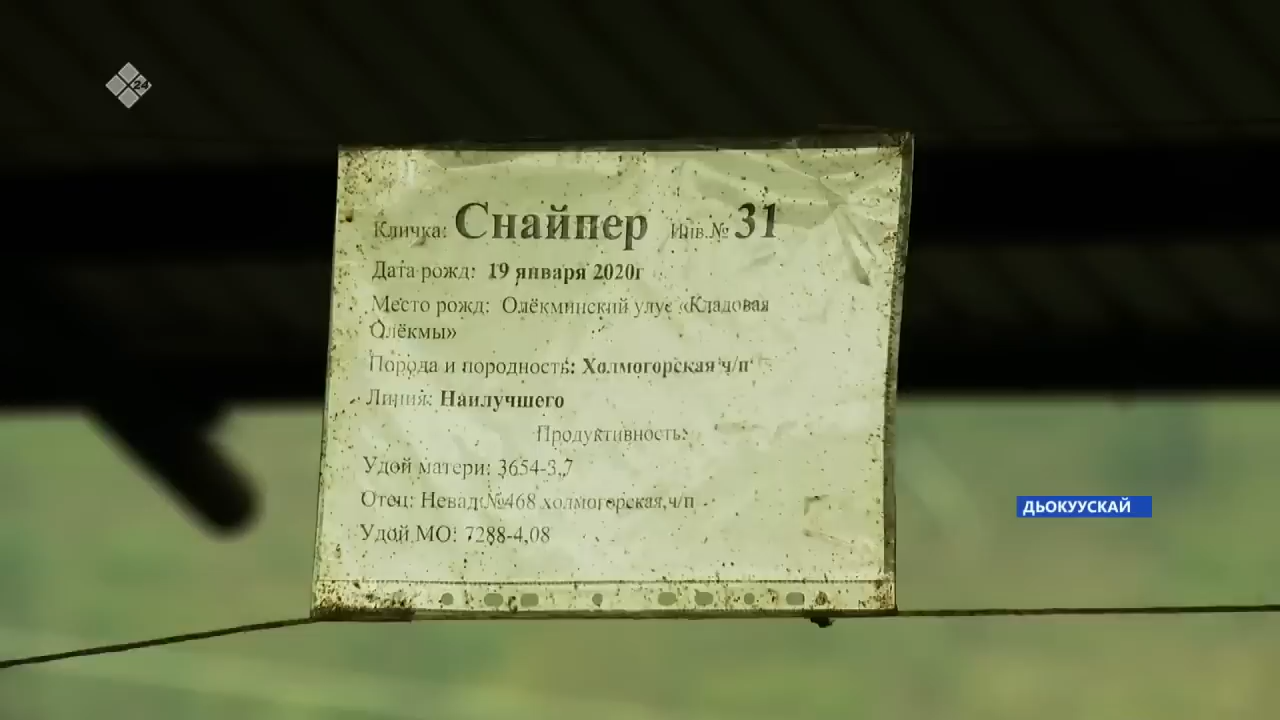 24
Кличка: Снайпер Инв.№ 31
Дата рожд: 19 января 2020г
Место рожд: Олёкминский улус «Кладовая
Олёкмы»
Порода и породность: Холмогорская ч/п
Линия: Наилучшего
Продуктивность:
Удой матери: 3654-3,7
Отец: Невад №468 холмогорская,ч/п
Удой МО: 7288-4,08
ДЬОКУУСКАЙ